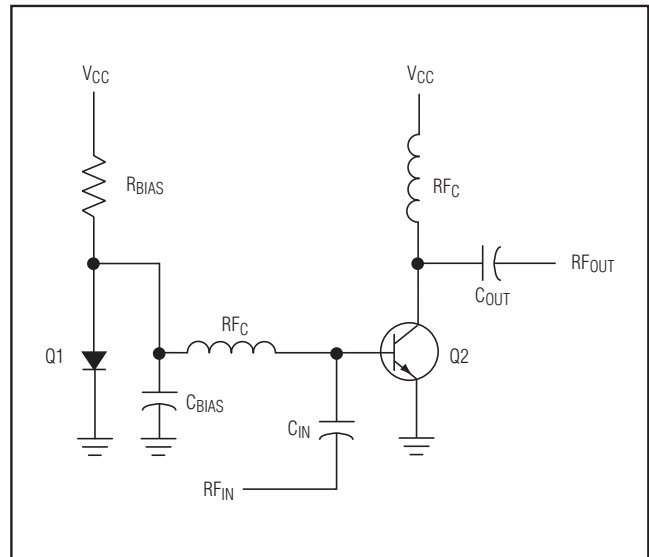 VCC
VCC
RBIAS
RFC
RFOUT
COUT
RFC
Q1
Q2
CBIAS
CIN
RFIN